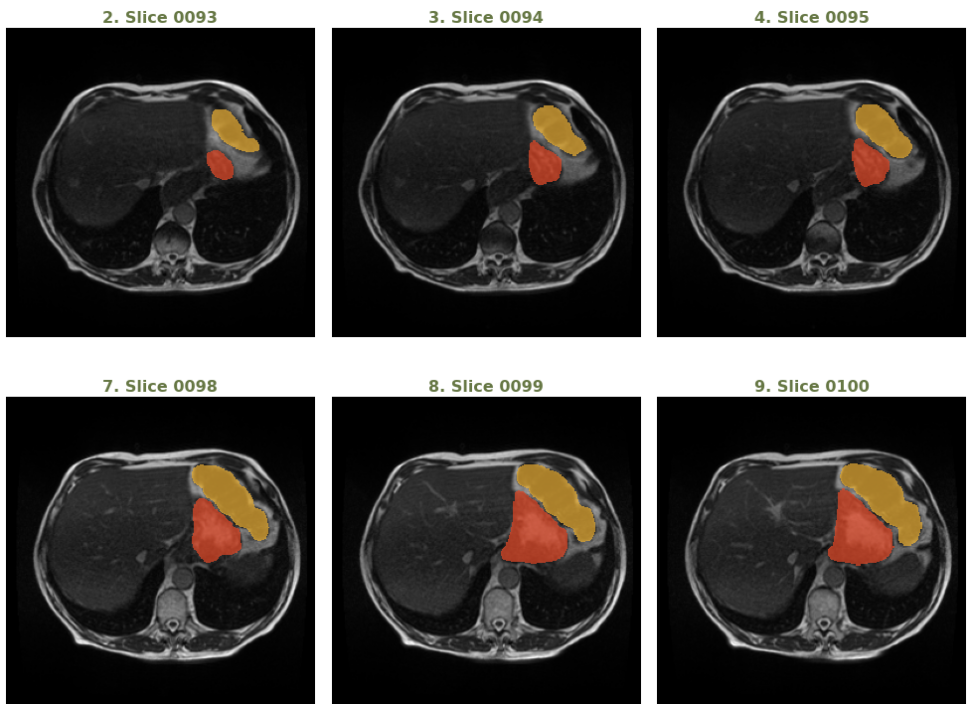 2. Slice 0093
3. Slice 0094
4. Slice 0095
7. Slice 0098
8. Slice 0099
9. Slice 0100